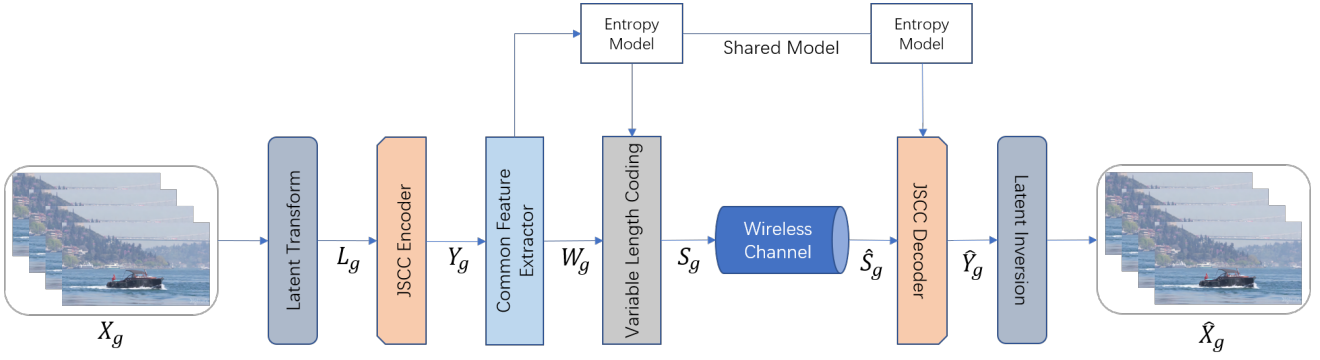 Entropy
Model
Shared Model
Entropy
Model
X_g
Latent Transform
L_g
JSCC Encoder
Y_g
Common Feature
Extractor
W_g
Variable Length Coding
S_g
Wireless
Channel
Ŝ_g
JSCC Decoder
Ŷ_g
Latent Inversion
X̂_g